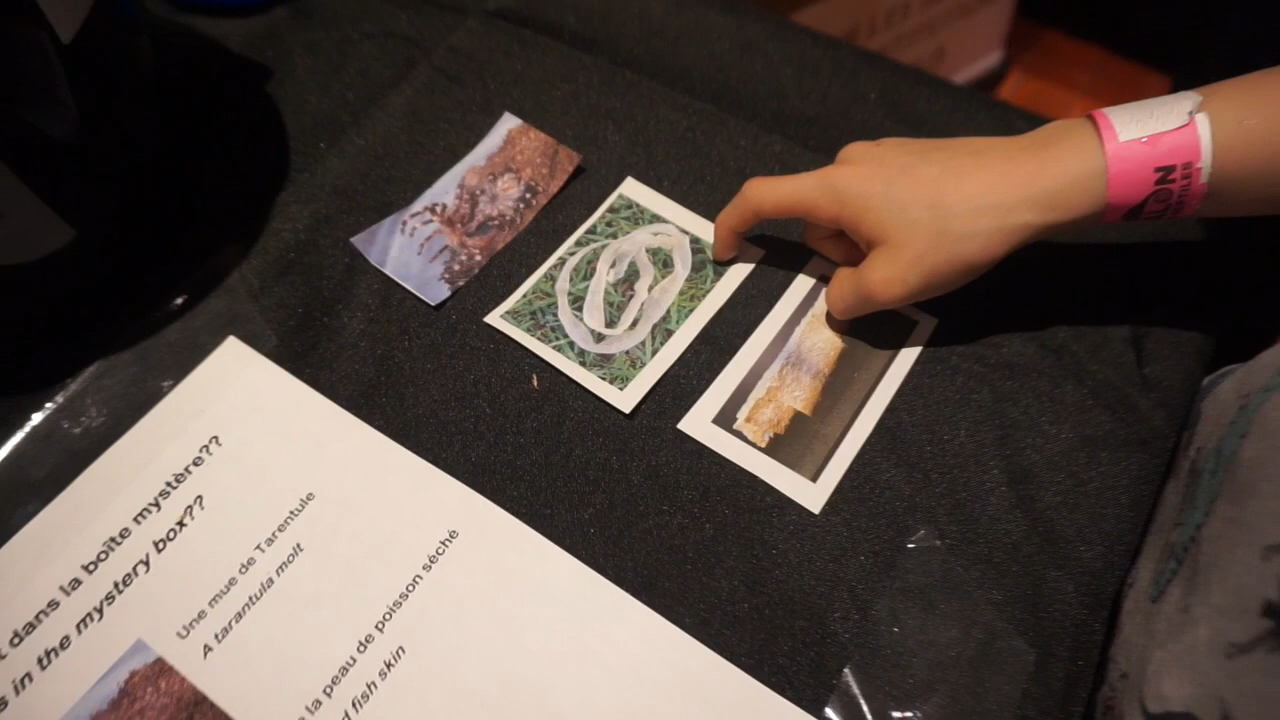 dans la boîte mystère??
in the mystery box??
Une mue de Tarentule
A tarantula molt
la peau de poisson séché
fish skin